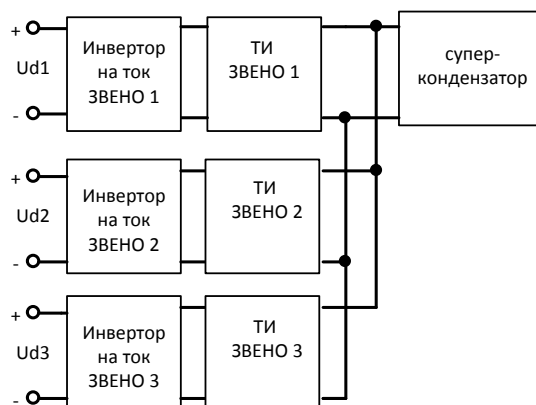 +
Ud1
-
Инвертор
на ток
ЗВЕНО 1
ТИ
ЗВЕНО 1
супер-
кондензатор
+
Ud2
-
Инвертор
на ток
ЗВЕНО 2
ТИ
ЗВЕНО 2
+
Ud3
-
Инвертор
на ток
ЗВЕНО 3
ТИ
ЗВЕНО 3